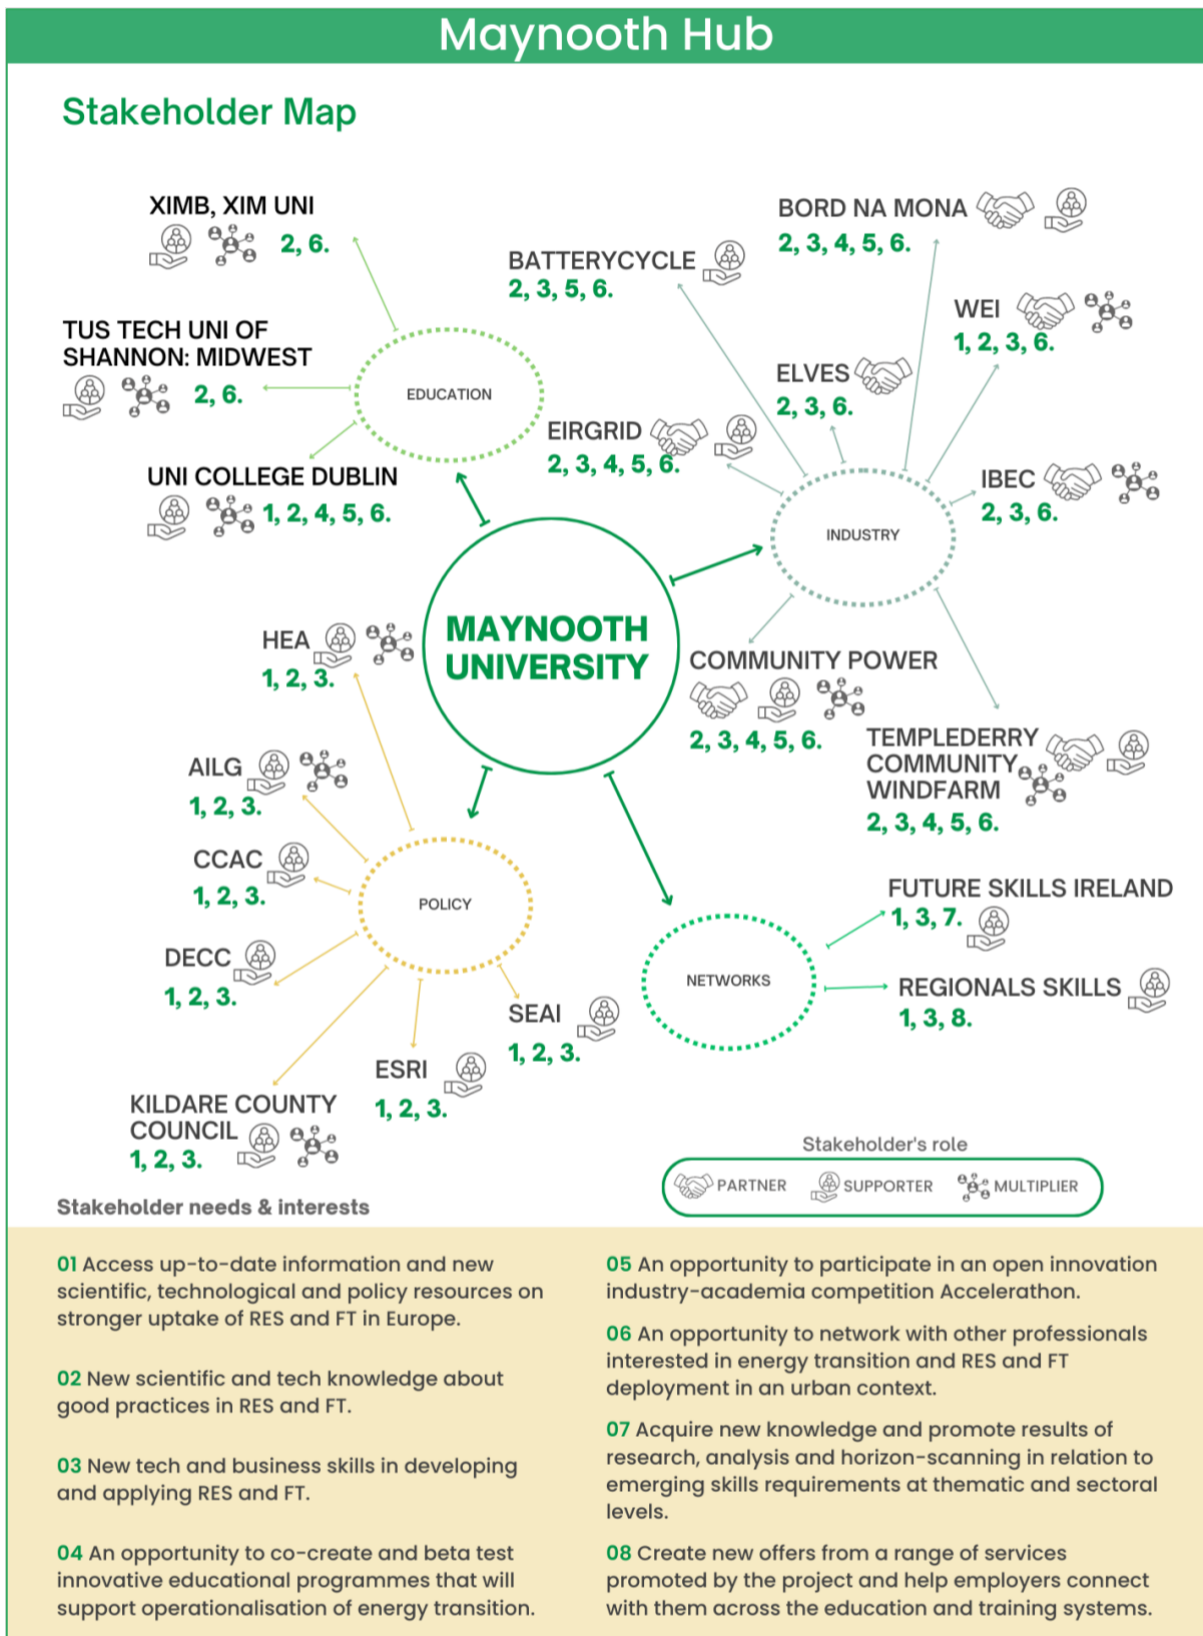 Maynooth Hub
Stakeholder Map
XIMB, XIM UNI
2, 6.
TUS TECH UNI OF
SHANNON: MIDWEST
2, 6.
UNI COLLEGE DUBLIN
1, 2, 4, 5, 6.
EDUCATION
BATTERYCYCLE
2, 3, 5, 6.
BORD NA MONA
2, 3, 4, 5, 6.
WEI
1, 2, 3, 6.
ELVES
2, 3, 6.
EIRGRID
2, 3, 4, 5, 6.
IBEC
2, 3, 6.
INDUSTRY
MAYNOOTH
UNIVERSITY
COMMUNITY POWER
2, 3, 4, 5, 6.
TEMPLEDERRY
COMMUNITY
WINDFARM
2, 3, 4, 5, 6.
HEA
1, 2, 3.
AILG
1, 2, 3.
CCAC
1, 2, 3.
DECC
1, 2, 3.
POLICY
KILDARE COUNTY
COUNCIL
1, 2, 3.
ESRI
1, 2, 3.
SEAI
1, 2, 3.
NETWORKS
FUTURE SKILLS IRELAND
1, 3, 7.
REGIONALS SKILLS
1, 3, 8.
Stakeholder's role
PARTNER
SUPPORTER
MULTIPLIER
Stakeholder needs & interests
01 Access up-to-date information and new
scientific, technological and policy resources on
stronger uptake of RES and FT in Europe.
02 New scientific and tech knowledge about
good practices in RES and FT.
03 New tech and business skills in developing
and applying RES and FT.
04 An opportunity to co-create and beta test
innovative educational programmes that will
support operationalisation of energy transition.
05 An opportunity to participate in an open innovation
industry-academia competition Accelerathon.
06 An opportunity to network with other professionals
interested in energy transition and RES and FT
deployment in an urban context.
07 Acquire new knowledge and promote results of
research, analysis and horizon-scanning in relation to
emerging skills requirements at thematic and sectoral
levels.
08 Create new offers from a range of services
promoted by the project and help employers connect
with them across the education and training systems.